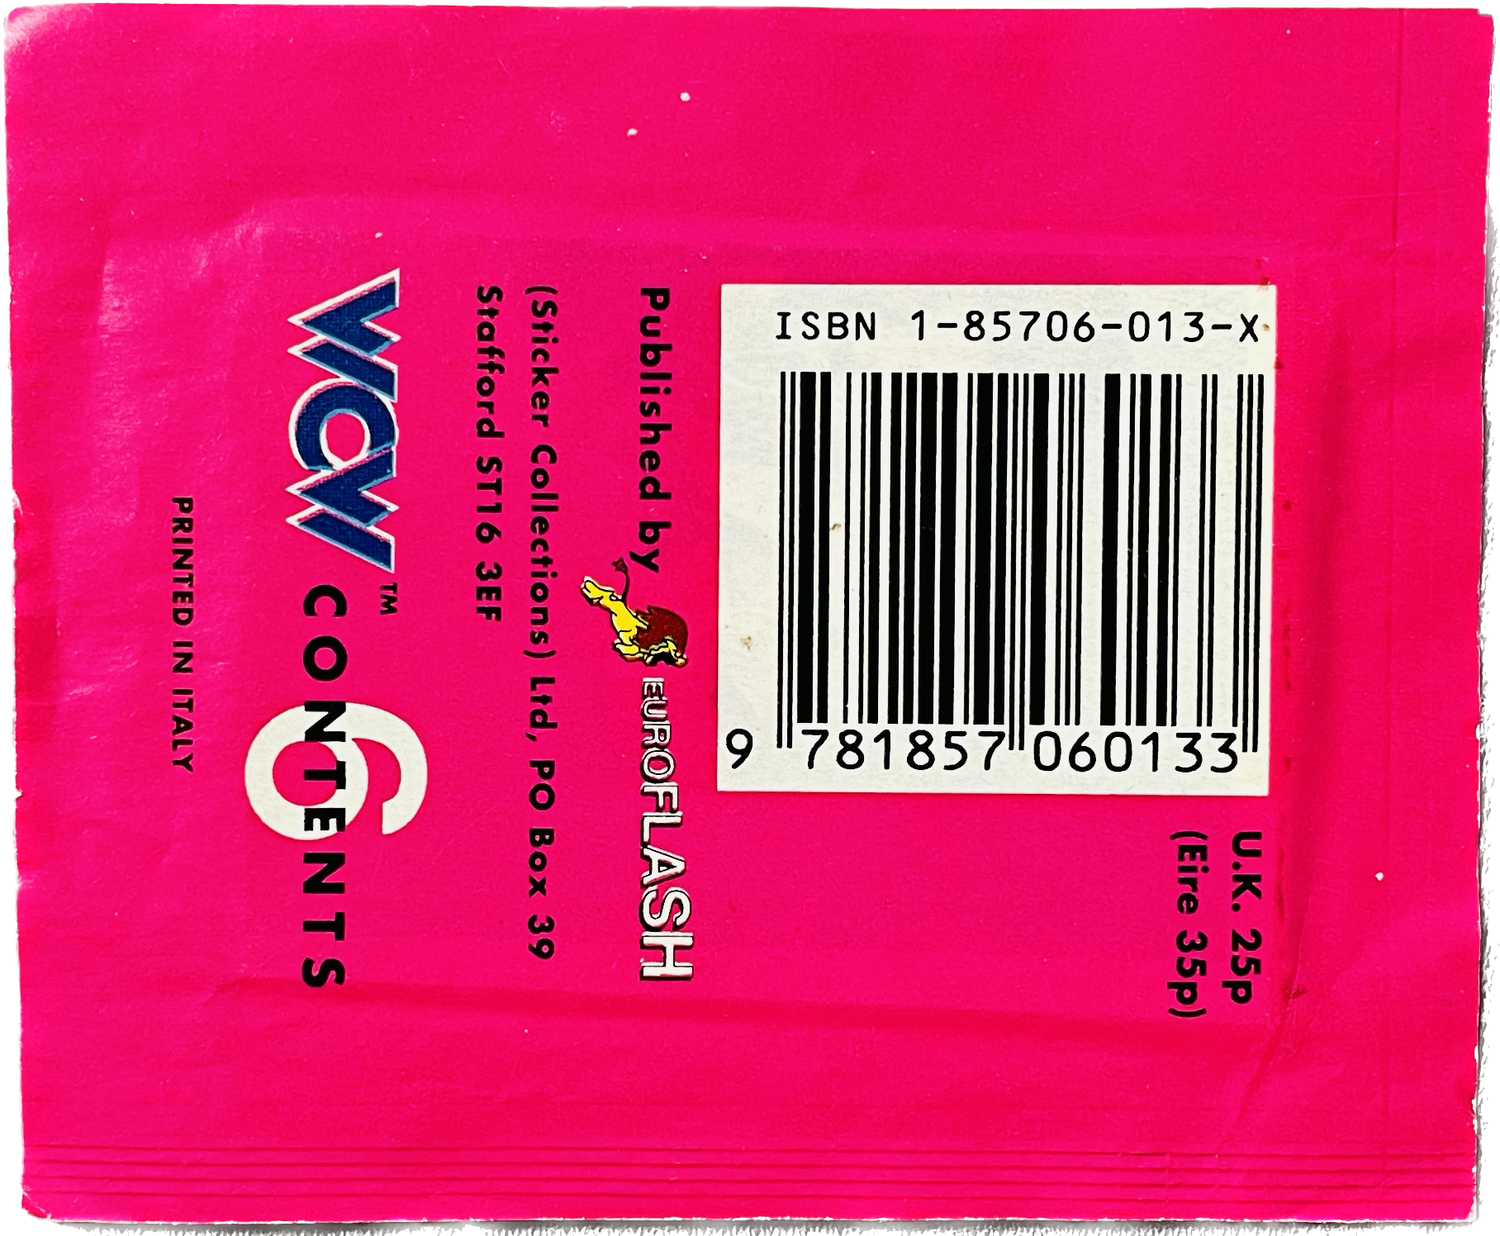 ISBN 1-85706-013-X
9 781857 060133
U.K. 25p
(Eire 35p)
Published by EUROFLASH
(Sticker Collections) Ltd, PO Box 39
Stafford ST16 3EF
WCW™ CONTENTS 6
PRINTED IN ITALY